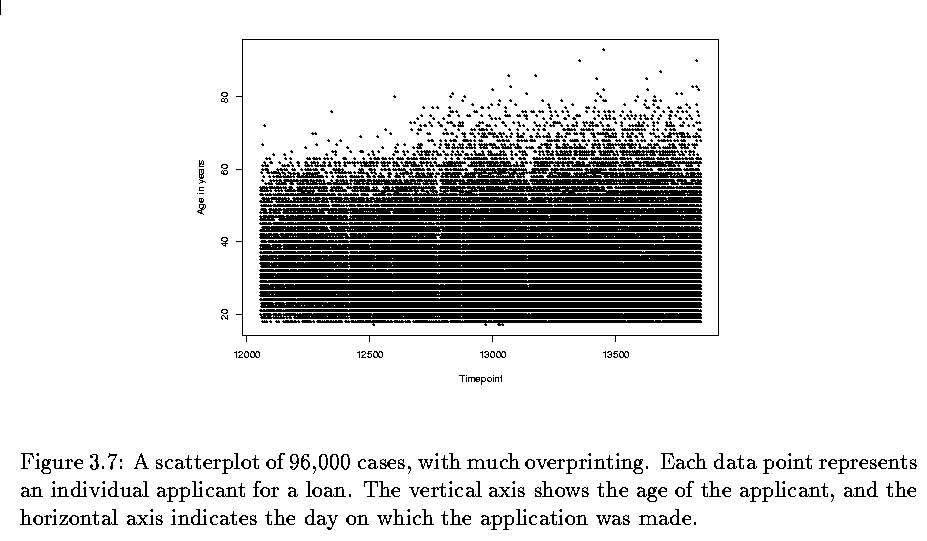 80
60
40
20
Age in years
12000 12500 13000 13500
Timepoint
Figure 3.7: A scatterplot of 96,000 cases, with much overprinting. Each data point represents
an individual applicant for a loan. The vertical axis shows the age of the applicant, and the
horizontal axis indicates the day on which the application was made.